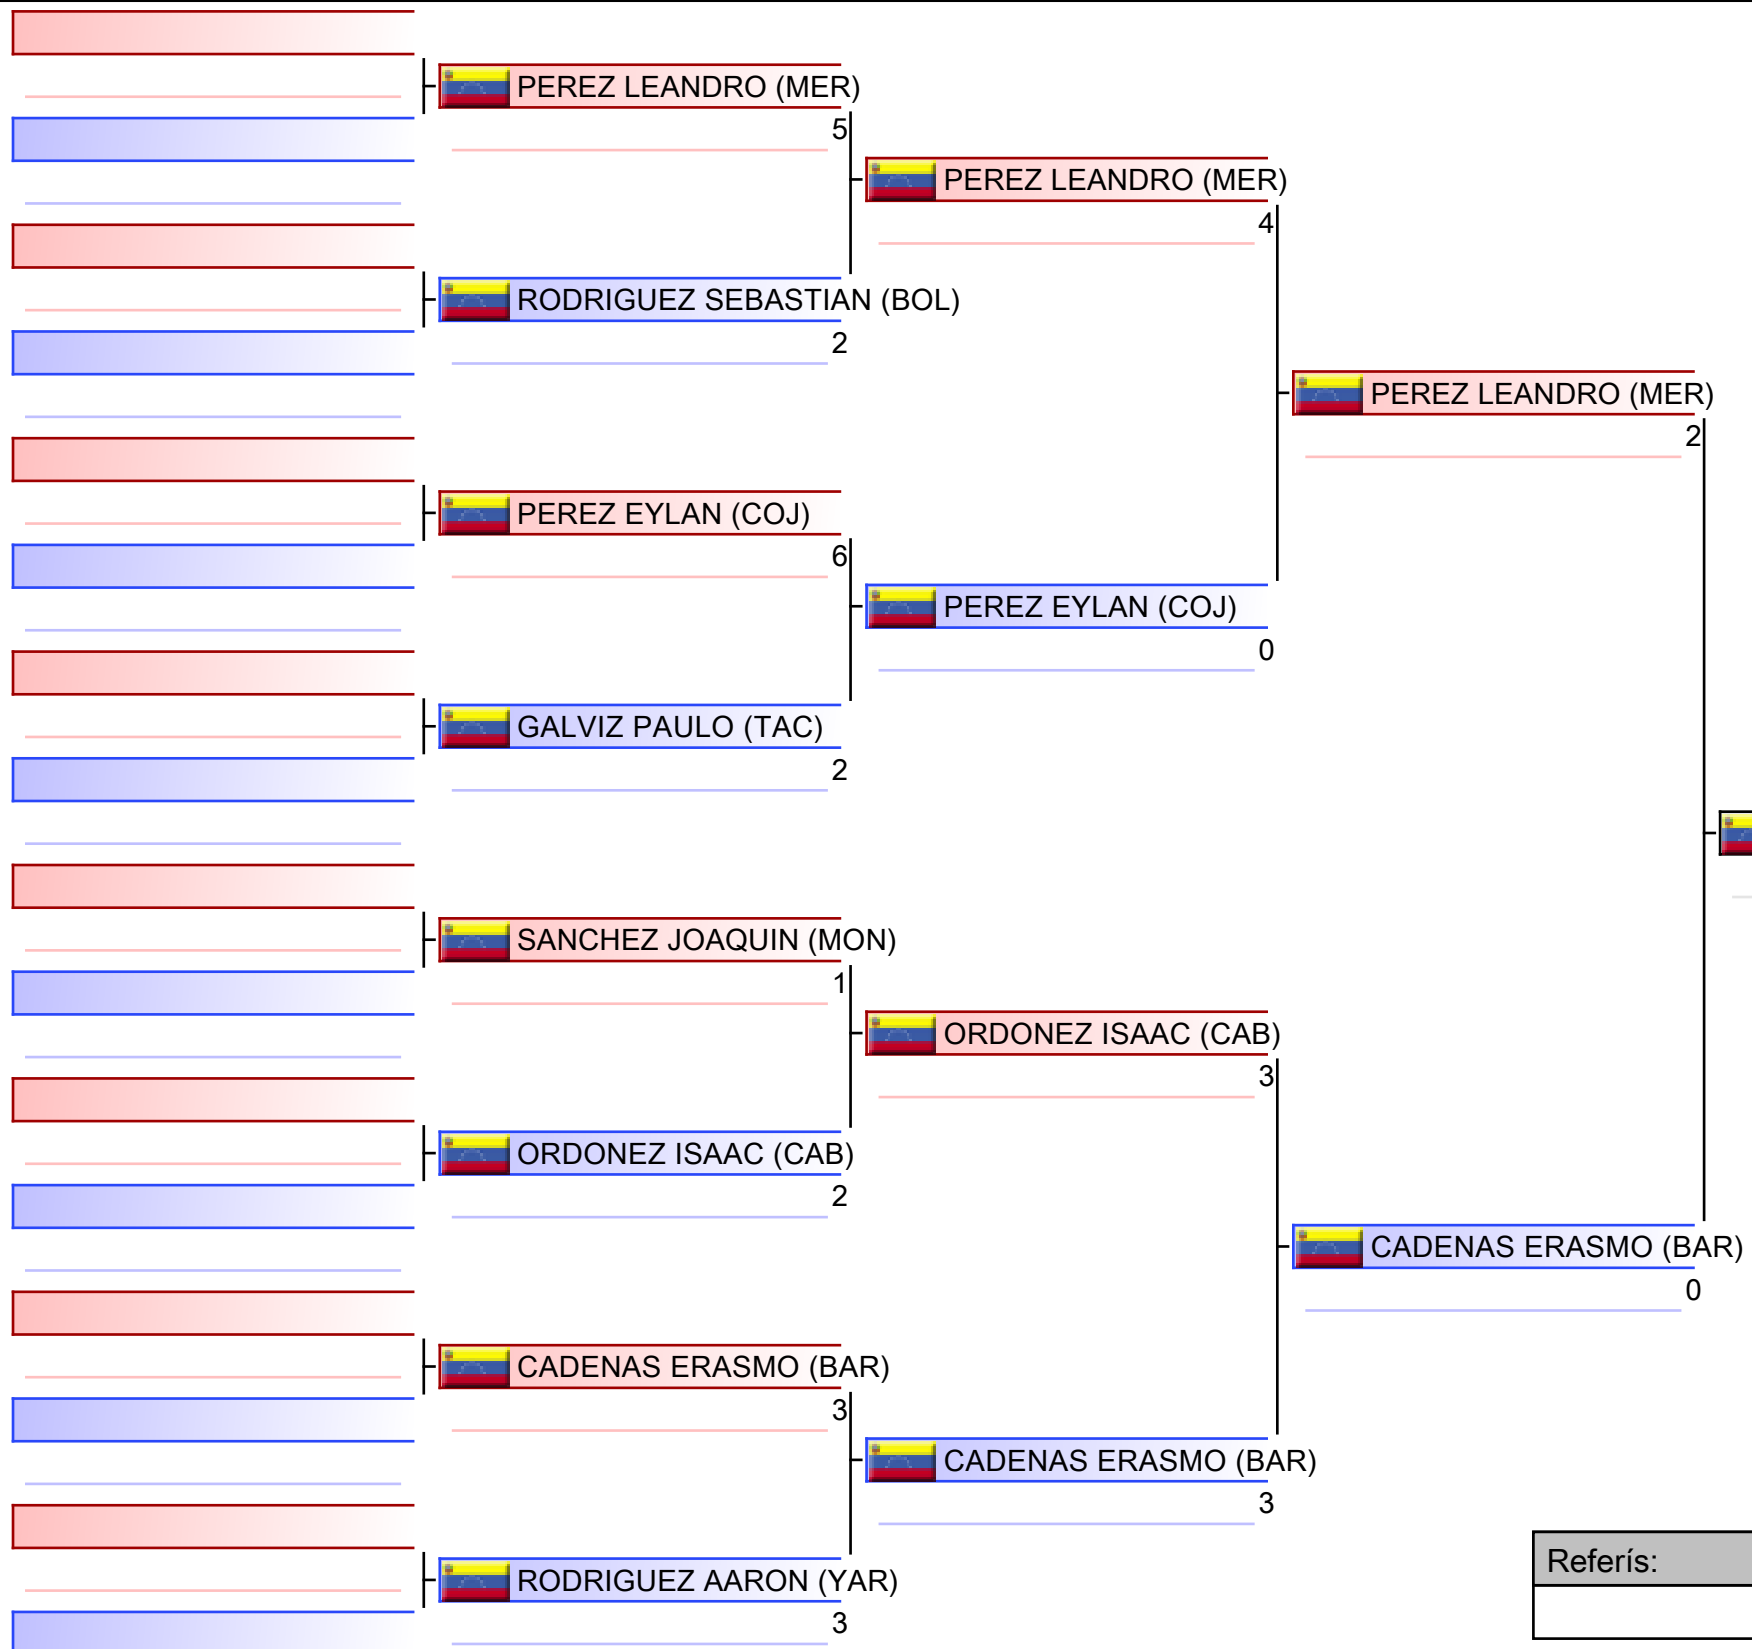 PEREZ LEANDRO (MER)
5
RODRIGUEZ SEBASTIAN (BOL)
2
PEREZ EYLAN (COJ)
6
GALVIZ PAULO (TAC)
2
SANCHEZ JOAQUIN (MON)
1
ORDONEZ ISAAC (CAB)
2
CADENAS ERASMO (BAR)
3
RODRIGUEZ AARON (YAR)
3
PEREZ LEANDRO (MER)
4
PEREZ EYLAN (COJ)
0
ORDONEZ ISAAC (CAB)
3
CADENAS ERASMO (BAR)
3
PEREZ LEANDRO (MER)
2
CADENAS ERASMO (BAR)
0
Referís: